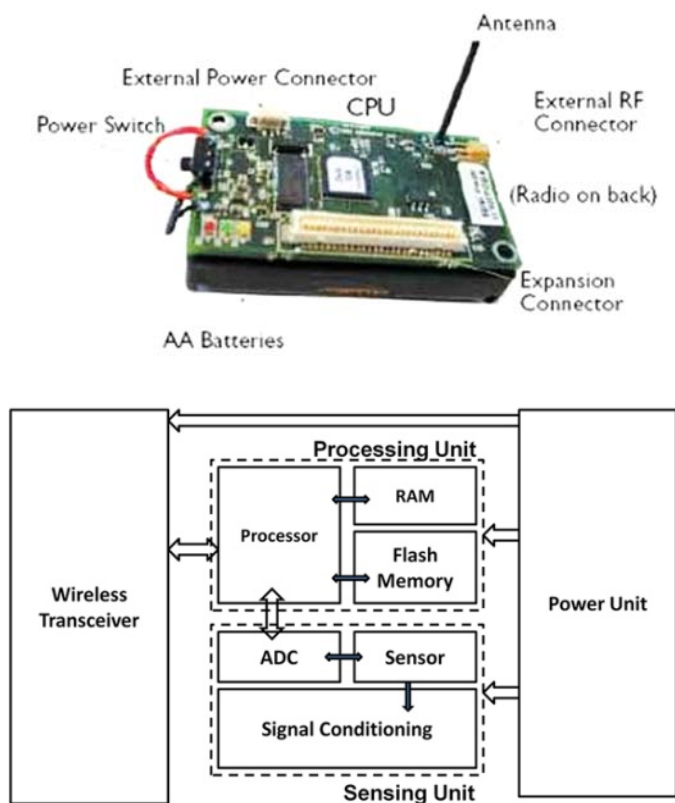 Antenna
External Power Connector
CPU
External RF
Connector
Power Switch
(Radio on back)
Expansion
Connector
AA Batteries
Processing Unit
Processor
RAM
Flash
Memory
Wireless
Transceiver
Power Unit
ADC
Sensor
Signal Conditioning
Sensing Unit